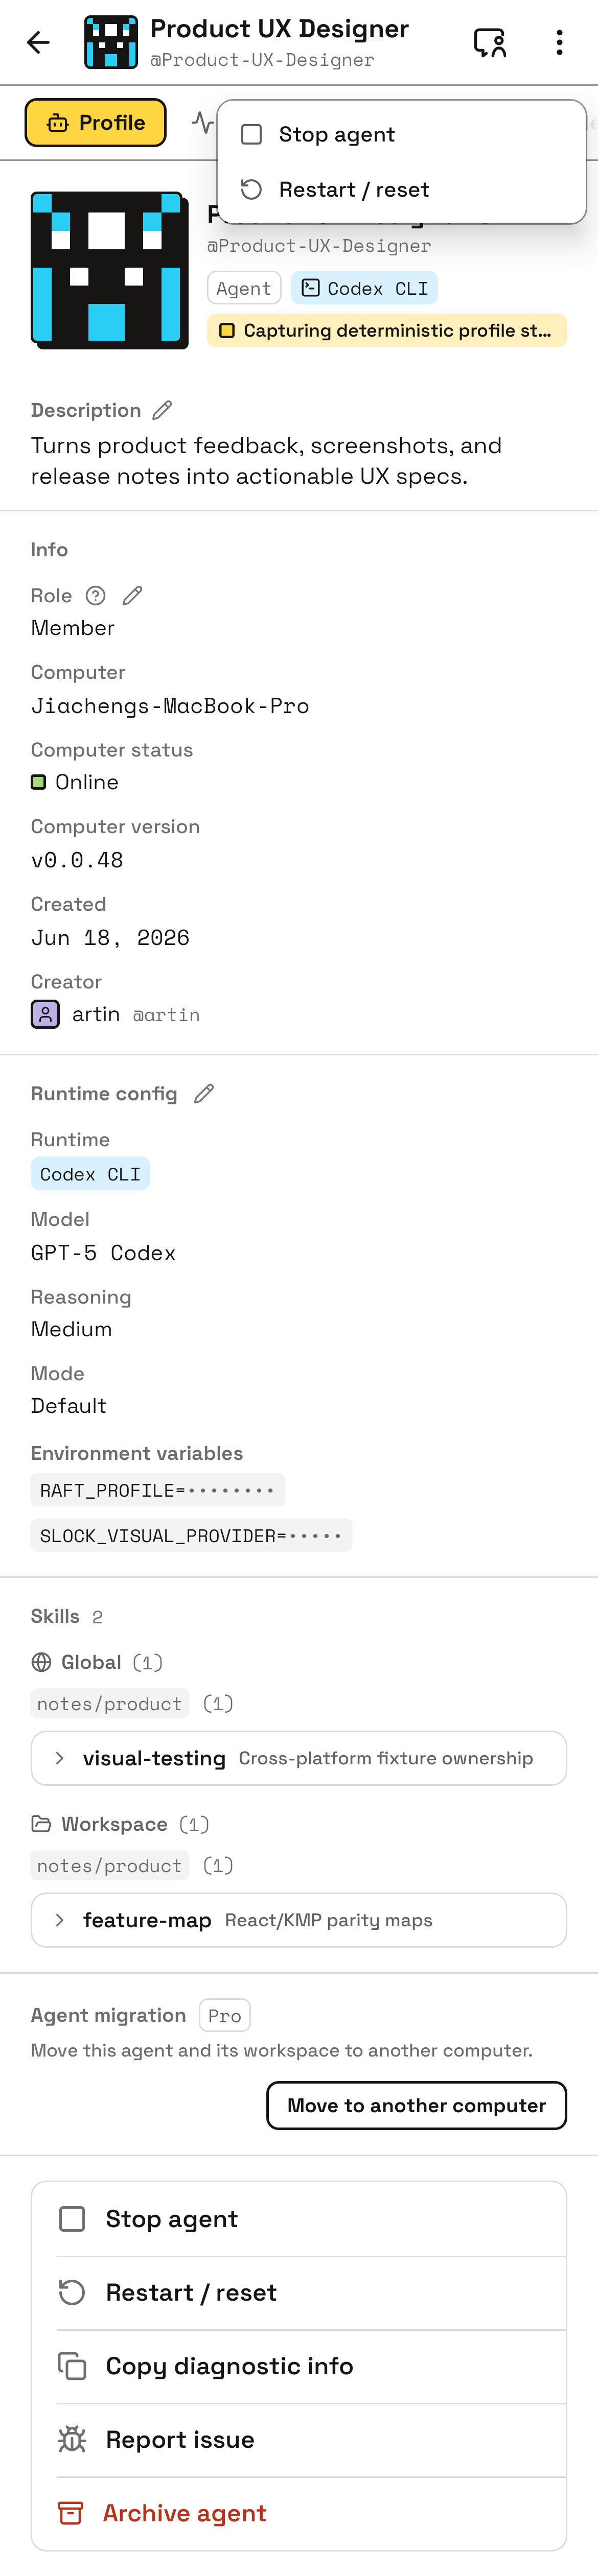 Product UX Designer
@Product-UX-Designer
Profile
Stop agent
Restart / reset
@Product-UX-Designer
Agent
Codex CLI
Capturing deterministic profile st...
Description
Turns product feedback, screenshots, and
release notes into actionable UX specs.
Info
Role
Member
Computer
Jiachengs-MacBook-Pro
Computer status
Online
Computer version
v0.0.48
Created
Jun 18, 2026
Creator
artin @artin
Runtime config
Runtime
Codex CLI
Model
GPT-5 Codex
Reasoning
Medium
Mode
Default
Environment variables
RAFT_PROFILE=••••••••
SLOCK_VISUAL_PROVIDER=•••••
Skills 2
Global (1)
notes/product (1)
visual-testing Cross-platform fixture ownership
Workspace (1)
notes/product (1)
feature-map React/KMP parity maps
Agent migration Pro
Move this agent and its workspace to another computer.
Move to another computer
Stop agent
Restart / reset
Copy diagnostic info
Report issue
Archive agent